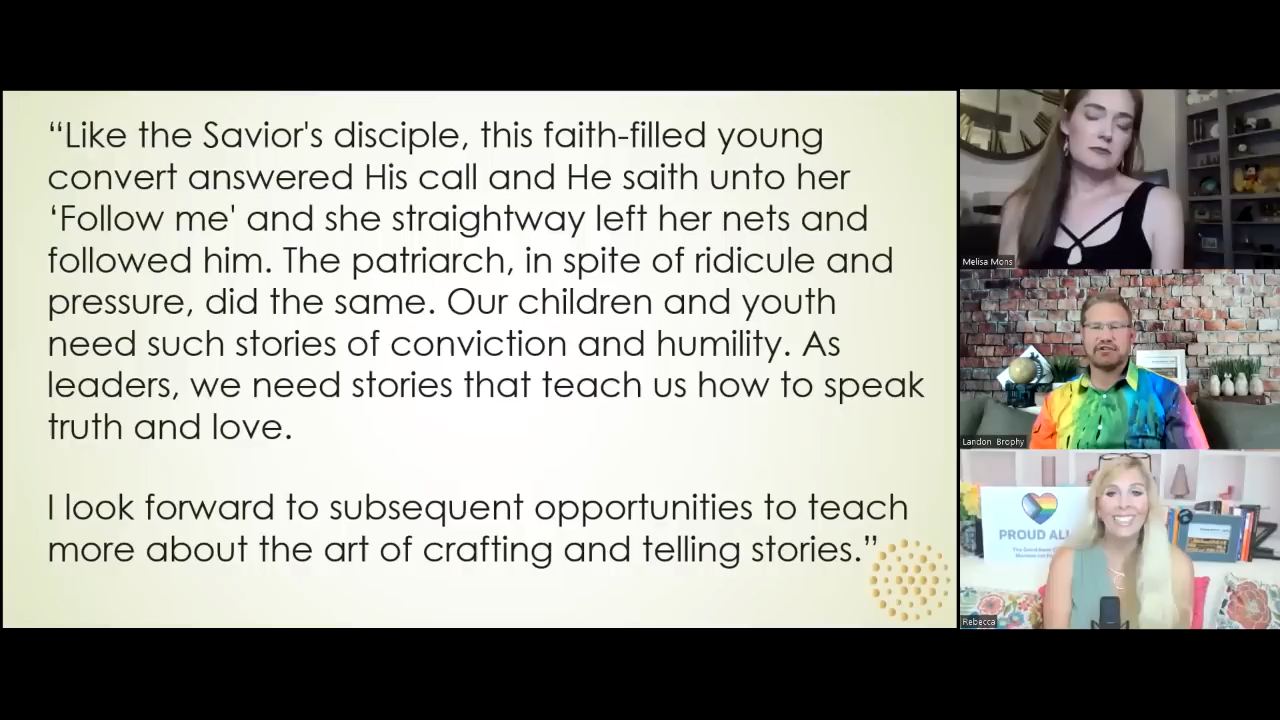 “Like the Savior's disciple, this faith-filled young
convert answered His call and He saith unto her
‘Follow me' and she straightway left her nets and
followed him. The patriarch, in spite of ridicule and
pressure, did the same. Our children and youth
need such stories of conviction and humility. As
leaders, we need stories that teach us how to speak
truth and love.
I look forward to subsequent opportunities to teach
more about the art of crafting and telling stories.”
Melisa Mons
Landon Brophy
PROUD ALL
Rebecca